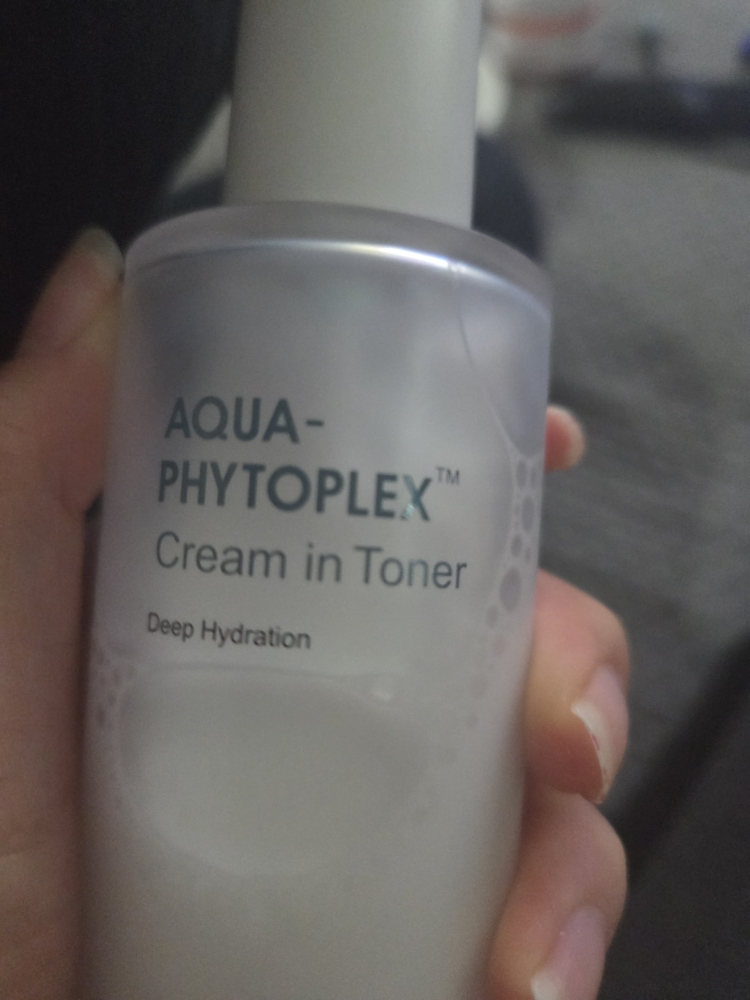 AQUA-
PHYTOPLEX™
Cream in Toner
Deep Hydration